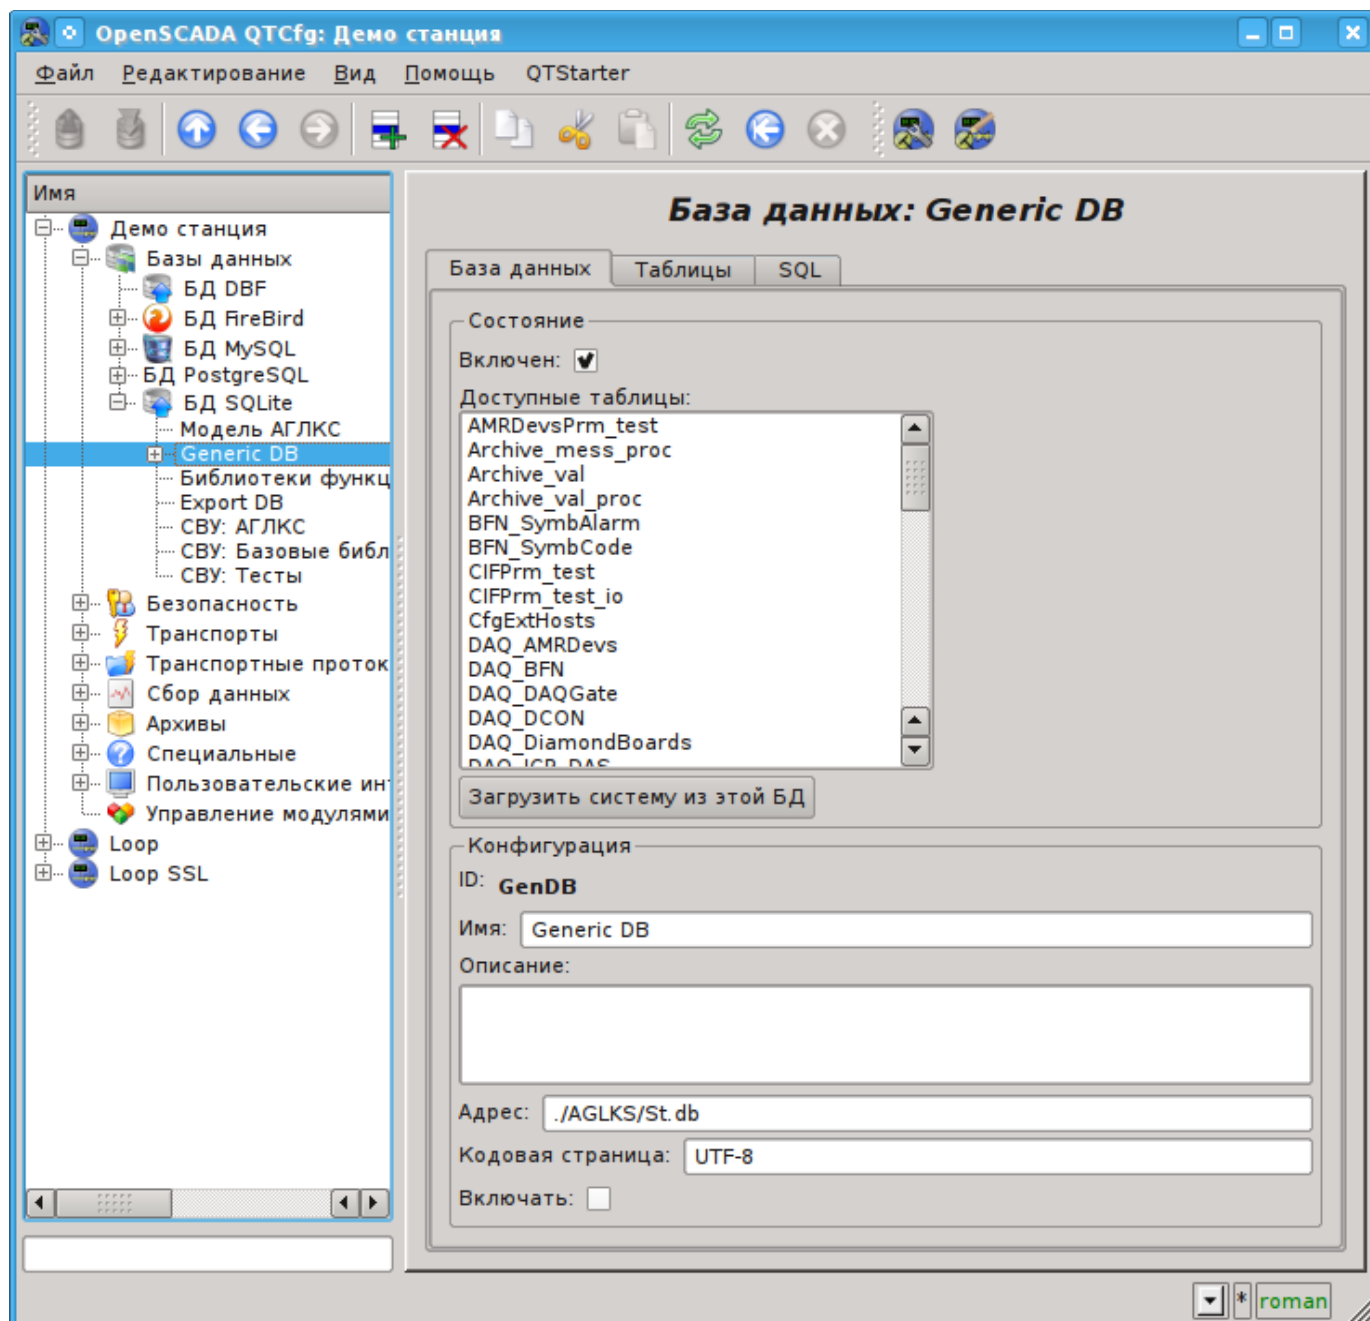 OpenSCADA QTCfg: Демо станция
Файл Редактирование Вид Помощь QTStarter
Имя
Демо станция
Базы данных
БД DBF
БД FireBird
БД MySQL
БД PostgreSQL
БД SQLite
Модель АГЛКС
Generic DB
Библиотеки функц
Export DB
СВУ: АГЛКС
СВУ: Базовые библ
СВУ: Тесты
Безопасность
Транспорты
Транспортные проток
Сбор данных
Архивы
Специальные
Пользовательские ин
Управление модулями
Loop
Loop SSL
База данных: Generic DB
База данных Таблицы SQL
Состояние
Включен:
Доступные таблицы:
AMRDevsPrm_test
Archive_mess_proc
Archive_val
Archive_val_proc
BFN_SymbAlarm
BFN_SymbCode
CIFPrm_test
CIFPrm_test_io
CfgExtHosts
DAQ_AMRDevs
DAQ_BFN
DAQ_DAQGate
DAQ_DCON
DAQ_DiamondBoards
DAQ_ICP_DAS
Загрузить систему из этой БД
Конфигурация
ID: GenDB
Имя: Generic DB
Описание:
Адрес: ./AGLKS/St.db
Кодовая страница: UTF-8
Включать:
* roman